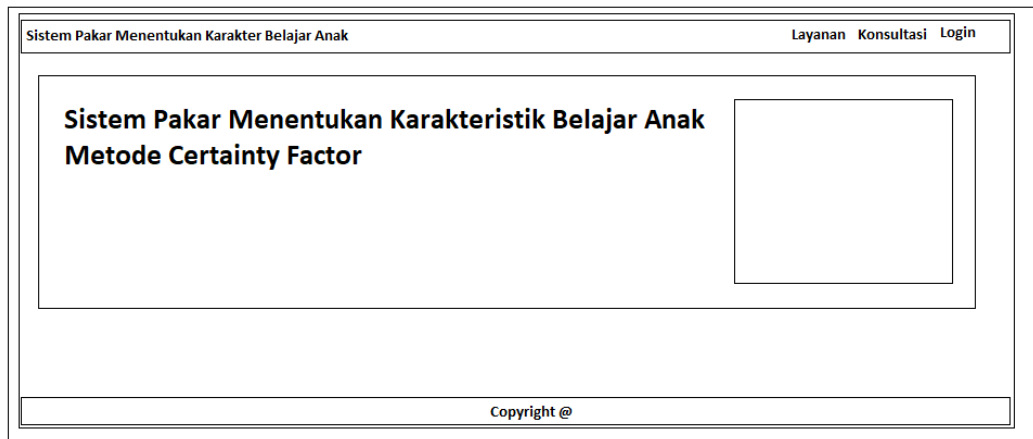 Sistem Pakar Menentukan Karakter Belajar Anak
Layanan Konsultasi Login
Sistem Pakar Menentukan Karakteristik Belajar Anak
Metode Certainty Factor
Copyright @